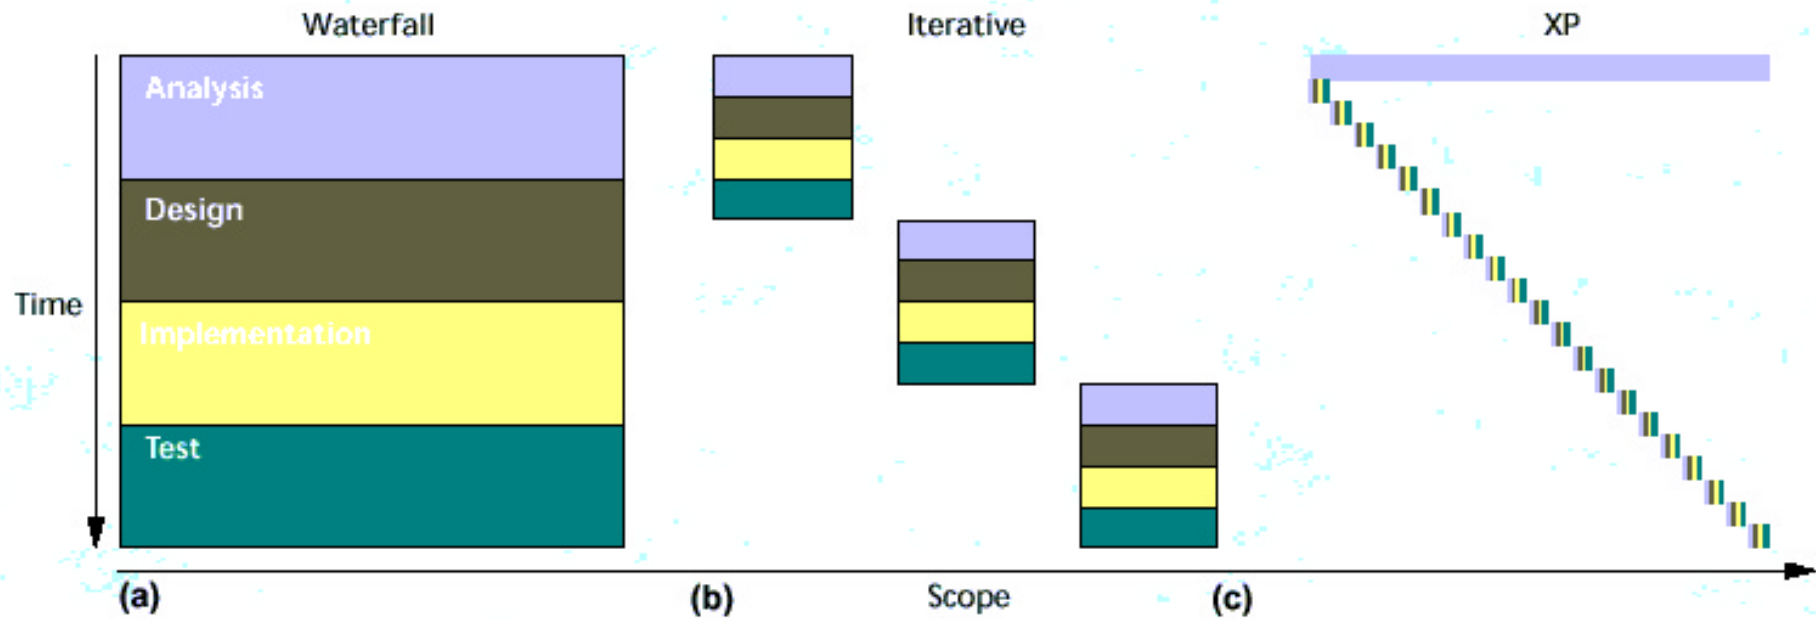 Waterfall
Iterative
XP
Analysis
Design
Time
Implementation
Test
(a)
(b)
Scope
(c)